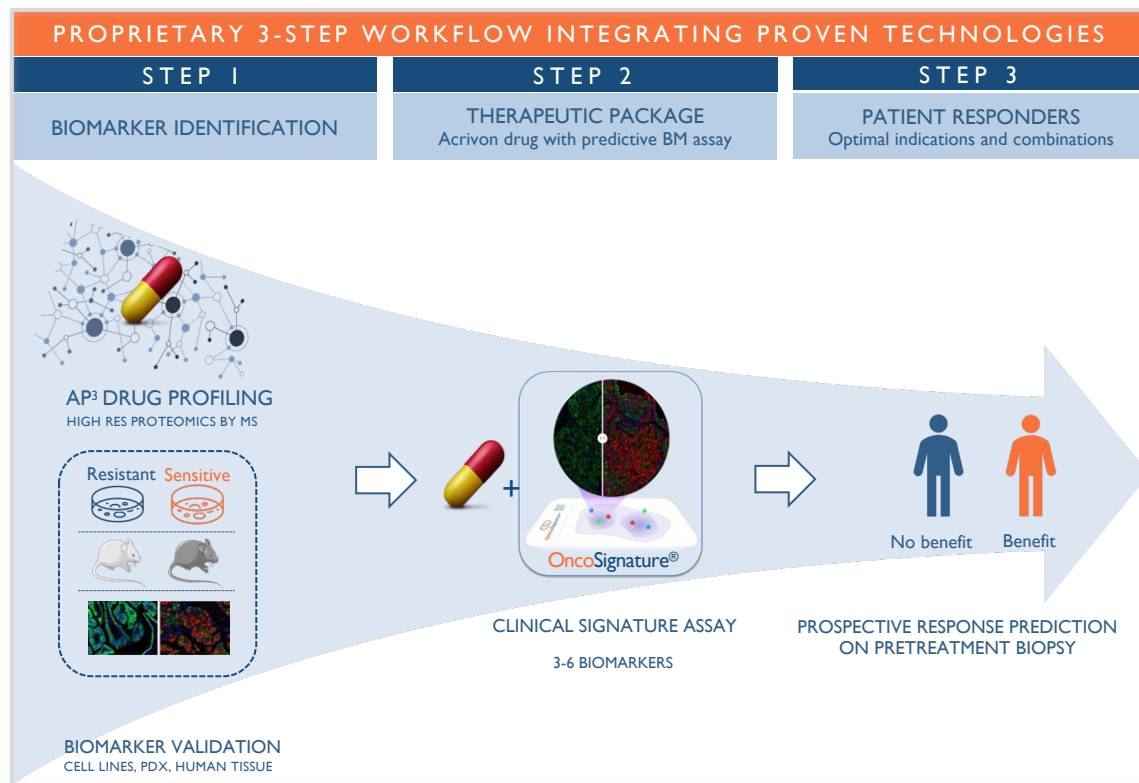 PROPRIETARY 3-STEP WORKFLOW INTEGRATING PROVEN TECHNOLOGIES
STEP 1
BIOMARKER IDENTIFICATION
STEP 2
THERAPEUTIC PACKAGE
Acrivon drug with predictive BM assay
STEP 3
PATIENT RESPONDERS
Optimal indications and combinations
AP³ DRUG PROFILING
HIGH RES PROTEOMICS BY MS
Resistant Sensitive
BIOMARKER VALIDATION
CELL LINES, PDX, HUMAN TISSUE
+
OncoSignature
OncoSignature®
CLINICAL SIGNATURE ASSAY
3-6 BIOMARKERS
No benefit Benefit
PROSPECTIVE RESPONSE PREDICTION
ON PRETREATMENT BIOPSY